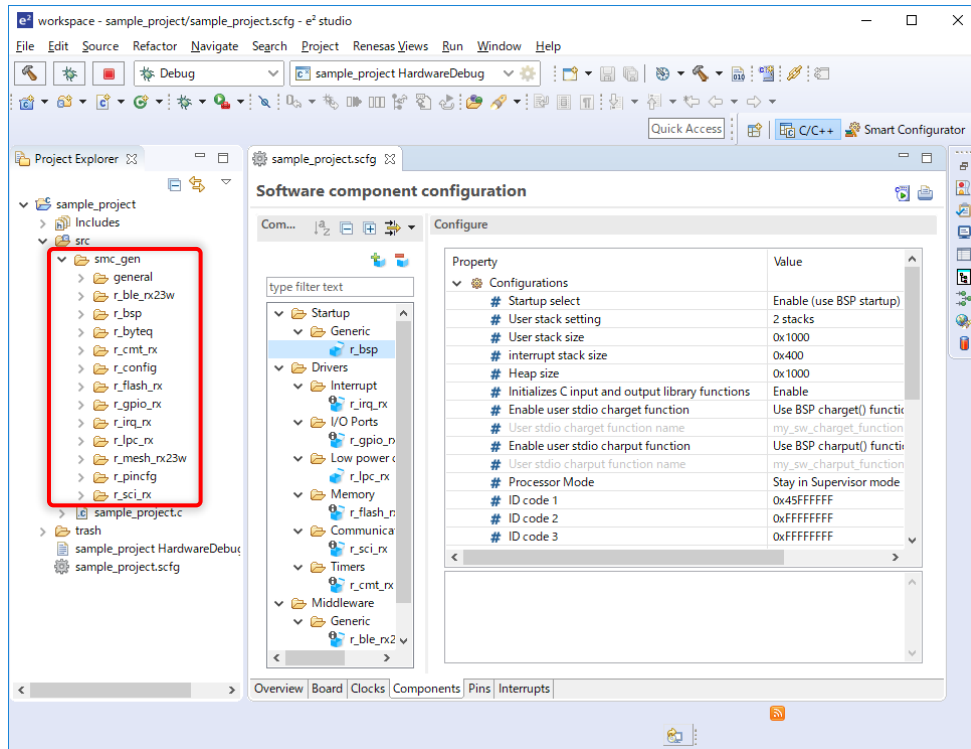 e² workspace - sample_project/sample_project.scfg - e² studio
File Edit Source Refactor Navigate Search Project Renesas Views Run Window Help
Debug sample_project HardwareDebug
Quick Access C/C++ Smart Configurator
Project Explorer
sample_project
Includes
src
smc_gen
general
r_ble_rx23w
r_bsp
r_byteq
r_cmt_rx
r_config
r_flash_rx
r_gpio_rx
r_irq_rx
r_lpc_rx
r_mesh_rx23w
r_pincfg
r_sci_rx
sample_project.c
trash
sample_project HardwareDebug
sample_project.scfg
sample_project.scfg
Software component configuration
Com...
type filter text
Startup
Generic
r_bsp
Drivers
Interrupt
r_irq_rx
I/O Ports
r_gpio_r
Low power c
r_lpc_rx
Memory
r_flash_r
Communica
r_sci_rx
Timers
r_cmt_rx
Middleware
Generic
r_ble_rx2
Configure
Property Value
Configurations
# Startup select Enable (use BSP startup)
# User stack setting 2 stacks
# User stack size 0x1000
# interrupt stack size 0x400
# Heap size 0x1000
# Initializes C input and output library functions Enable
# Enable user stdio charget function Use BSP charget() functi
# User stdio charget function name my_sw_charget_function
# Enable user stdio charput function Use BSP charput() functi
# User stdio charput function name my_sw_charput_function
# Processor Mode Stay in Supervisor mode
# ID code 1 0x45FFFFFF
# ID code 2 0xFFFFFFFF
# ID code 3 0xFFFFFFFF
Overview Board Clocks Components Pins Interrupts